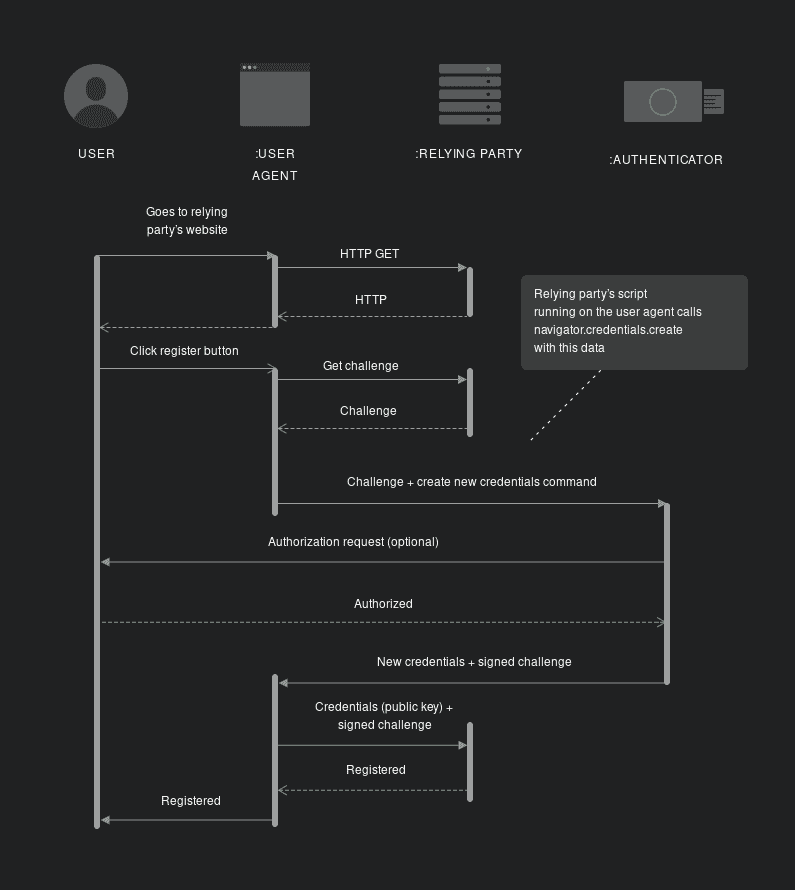 USER
:USER
AGENT
:RELYING PARTY
:AUTHENTICATOR
Goes to relying
party's website
HTTP GET
HTTP
Relying party's script
running on the user agent calls
navigator.credentials.create
with this data
Click register button
Get challenge
Challenge
Challenge + create new credentials command
Authorization request (optional)
Authorized
New credentials + signed challenge
Credentials (public key) +
signed challenge
Registered
Registered